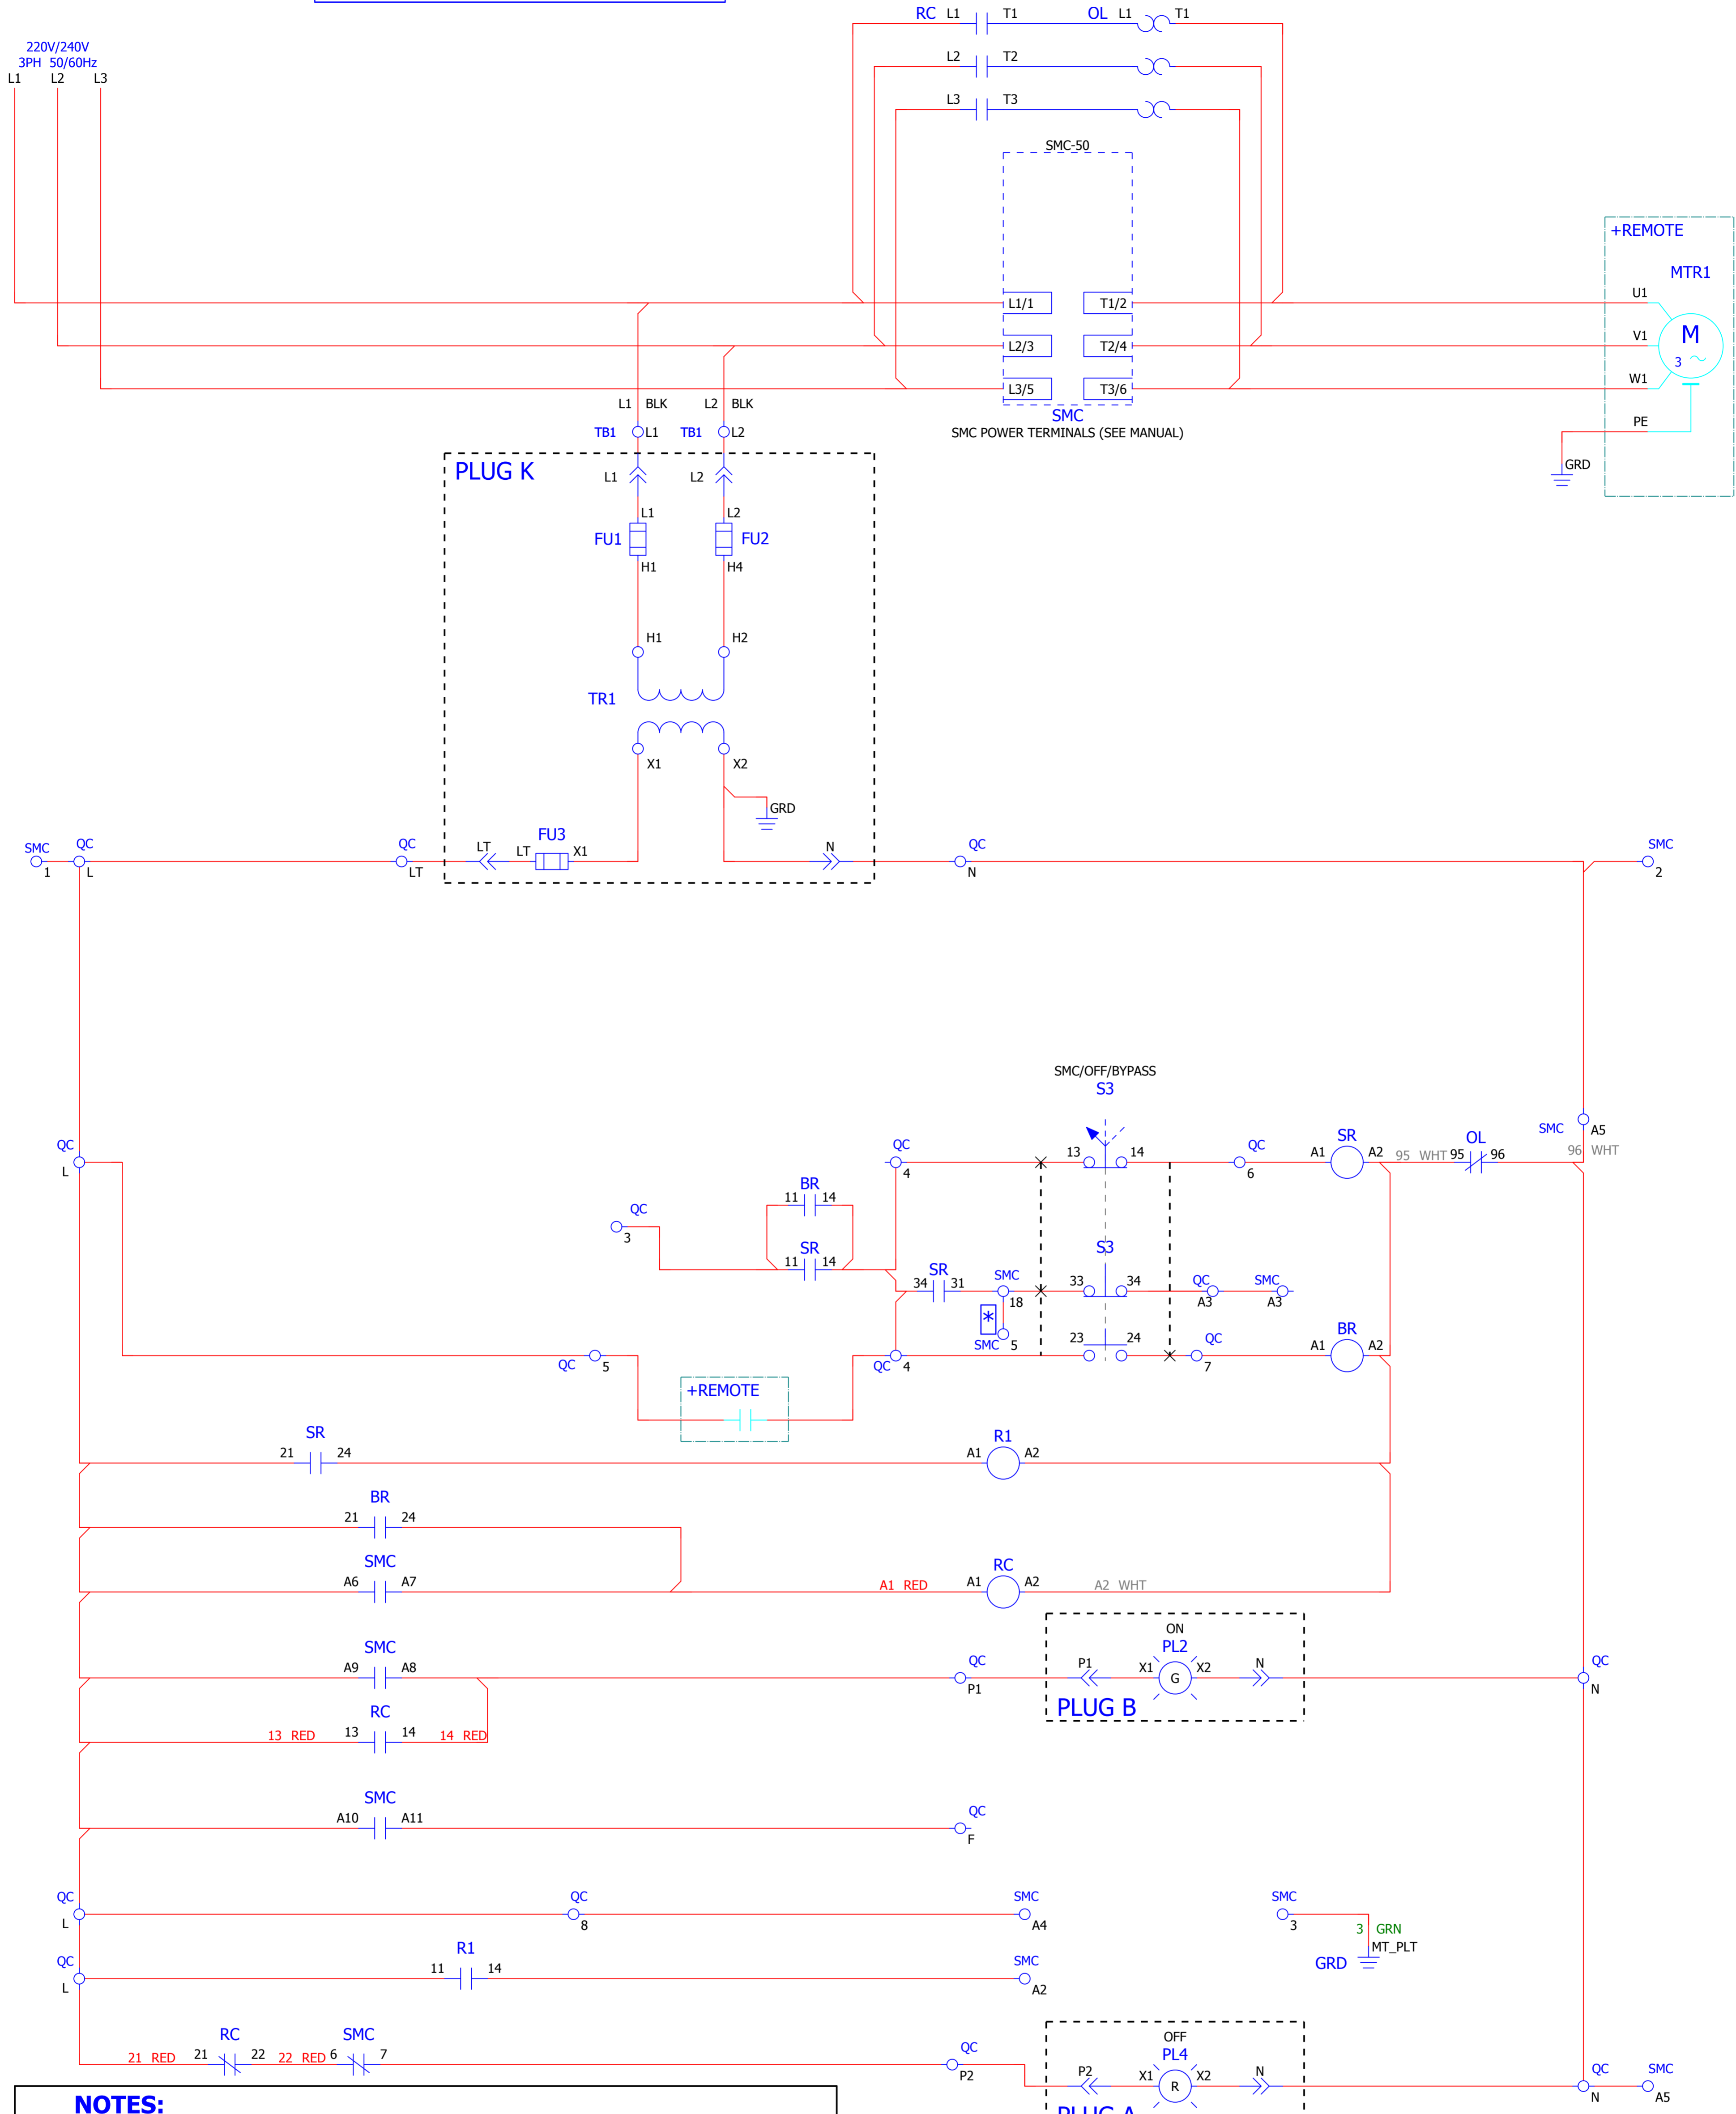 RC L1 T1 OL L1 T1
220V/240V
3PH 50/60Hz
L1 L2 L3
L2 T2
L3 T3
SMC-50
+REMOTE
MTR1
L1/1 T1/2 U1
L2/3 T2/4 V1
M
3
L3/5 T3/6 W1
L1 BLK L2 BLK
SMC
TB1 L1 TB1 L2
SMC POWER TERMINALS (SEE MANUAL)
PE
GRD
PLUG K
L1 L2
L1 L2
FU1 FU2
H1 H4
H1 H2
TR1
X1 X2
GRD
FU3
SMC QC QC LT LT X1 N QC SMC
1 L LT N 2
SMC/OFF/BYPASS
S3
SMC A5
QC QC 13 14 QC SR OL
A1 A2 95 WHT 95 96 96 WHT
L 4 6
BR
11 14
QC
3
SR S3
11 14
SR SMC QC SMC
34 31 33 34
18 A3 A3
*
SMC 5 23 24 QC BR
A1 A2
QC 5 QC 4 7
+REMOTE
SR R1
21 24 A1 A2
BR
21 24
SMC RC
A6 A7 A1 RED A1 A2 A2 WHT
ON
SMC PL2
A9 A8 QC P1 X1 G X2 N QC
P1 N
RC PLUG B
13 RED 13 14 14 RED
SMC
A10 A11 QC
F
QC QC SMC SMC
L 8 A4 3
3 GRN
MT_PLT
GRD
QC R1 SMC
L 11 14 A2
OFF
RC SMC PL4
21 RED 21 22 22 RED 6 7 QC P2 X1 R X2 N QC SMC
P2 N A5
NOTES:
PLUG A